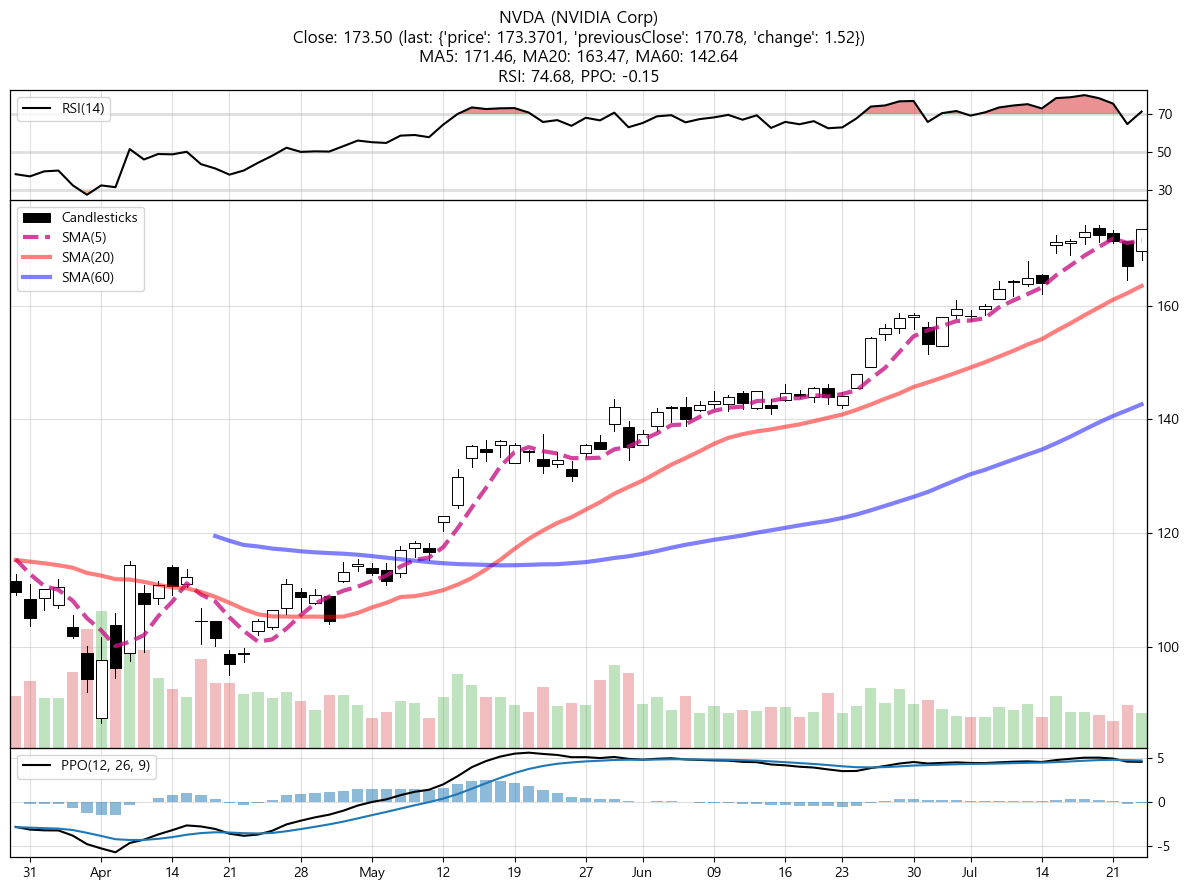 NVDA (NVIDIA Corp)
Close: 173.50 (last: {'price': 173.3701, 'previousClose': 170.78, 'change': 1.52})
MA5: 171.46, MA20: 163.47, MA60: 142.64
RSI: 74.68, PPO: -0.15
RSI(14)
70
50
30
Candlesticks
SMA(5)
SMA(20)
SMA(60)
160
140
120
100
PPO(12, 26, 9)
5
0
-5
31 Apr 14 21 28 May 12 19 27 Jun 09 16 23 30 Jul 14 21